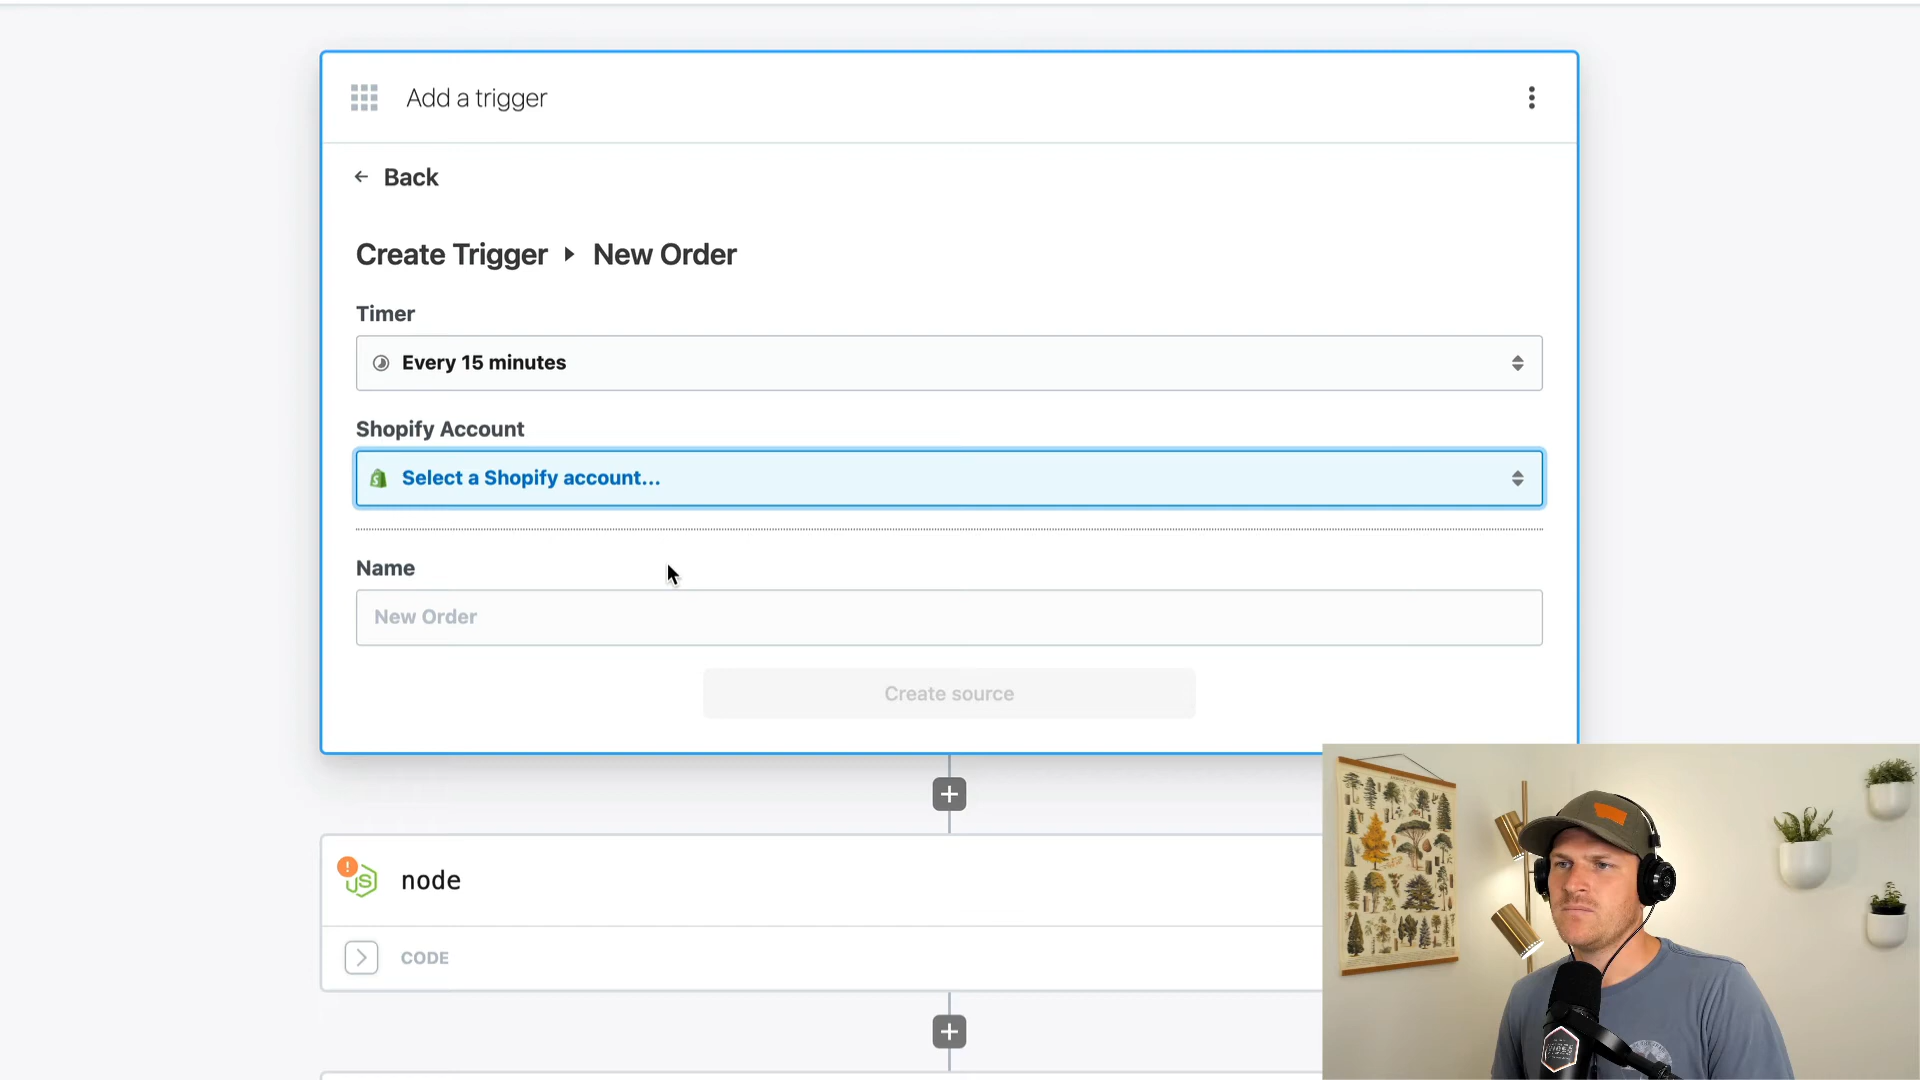 Add a trigger
Back
Create Trigger New Order
Timer
Every 15 minutes
Shopify Account
Select a Shopify account...
Name
New Order
Create source
node
CODE